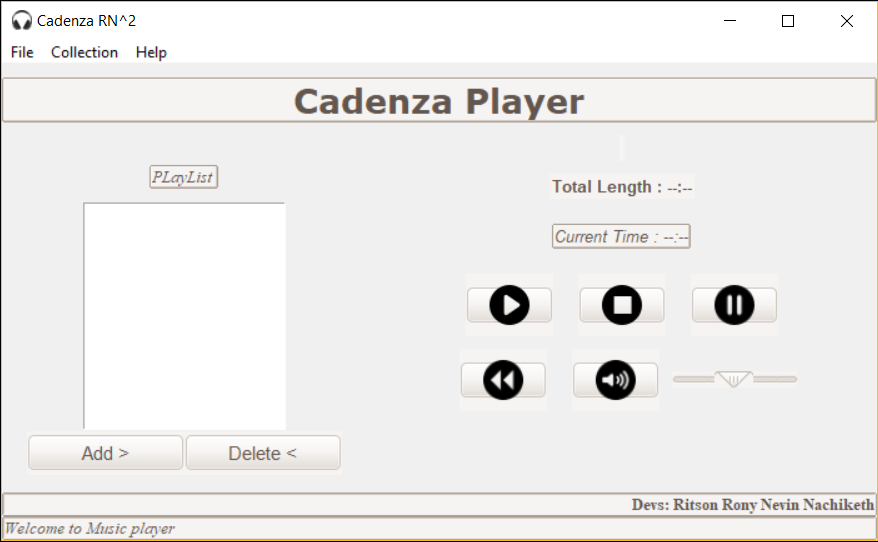 Cadenza RN^2
File Collection Help
Cadenza Player
PLayList
Total Length : --:--
Current Time : --:--
Add > Delete <
Devs: Ritson Rony Nevin Nachiketh
Welcome to Music player